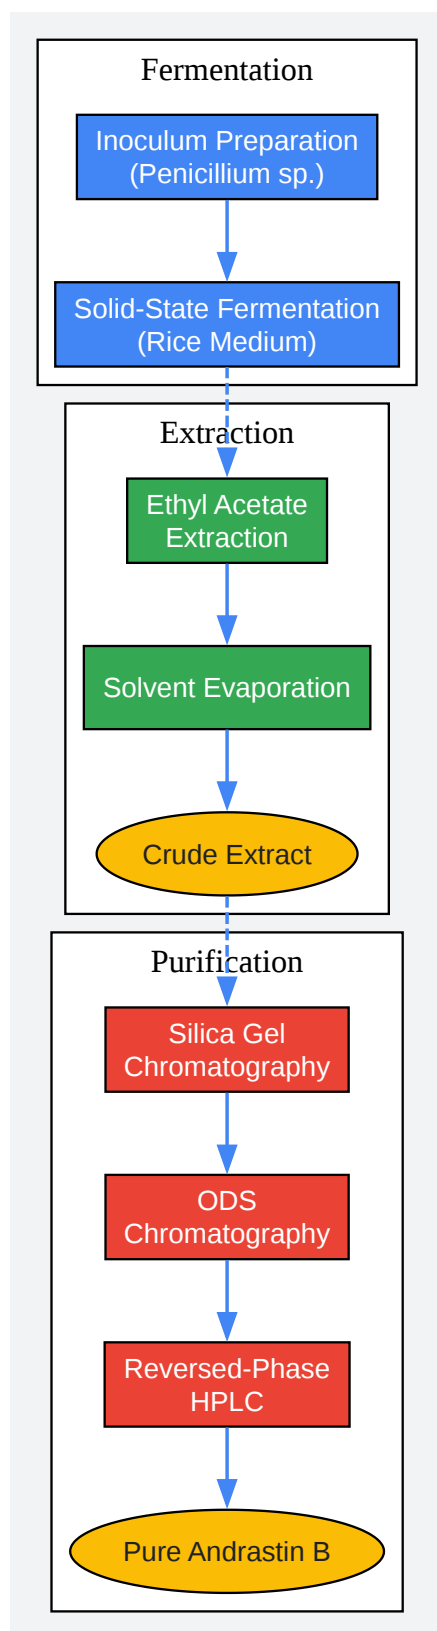 Fermentation
Inoculum Preparation
(Penicillium sp.)
Solid-State Fermentation
(Rice Medium)
Extraction
Ethyl Acetate
Extraction
Solvent Evaporation
Crude Extract
Purification
Silica Gel
Chromatography
ODS
Chromatography
Reversed-Phase
HPLC
Pure Andrastin B